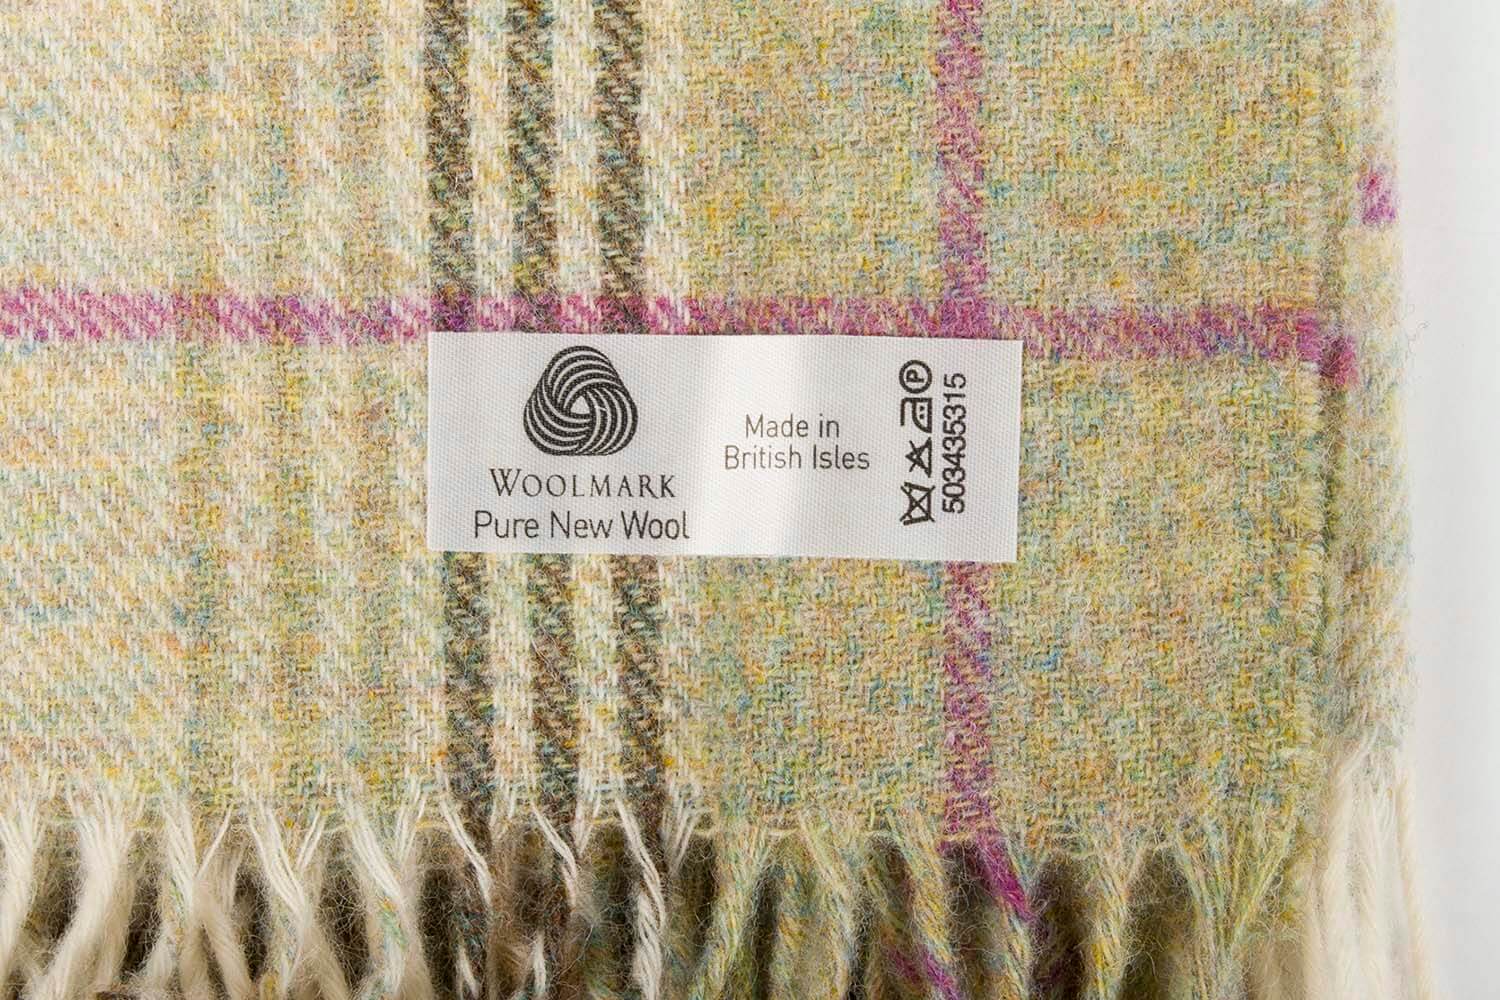 WOOLMARK
Pure New Wool
Made in
British Isles
P
503435315